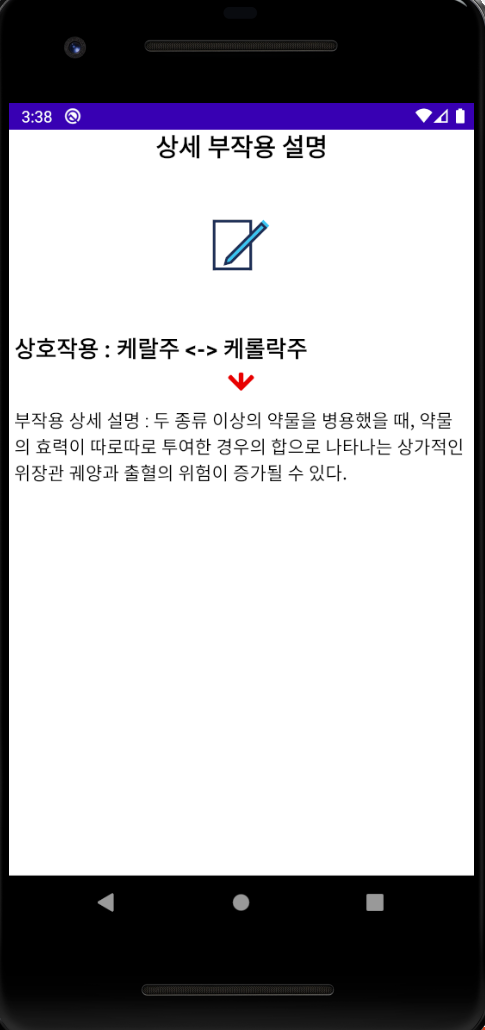 3:38
상세 부작용 설명
상호작용 : 케랄주 <-> 케롤락주
부작용 상세 설명 : 두 종류 이상의 약물을 병용했을 때, 약물
의 효력이 따로따로 투여한 경우의 합으로 나타나는 상가적인
위장관 궤양과 출혈의 위험이 증가될 수 있다.